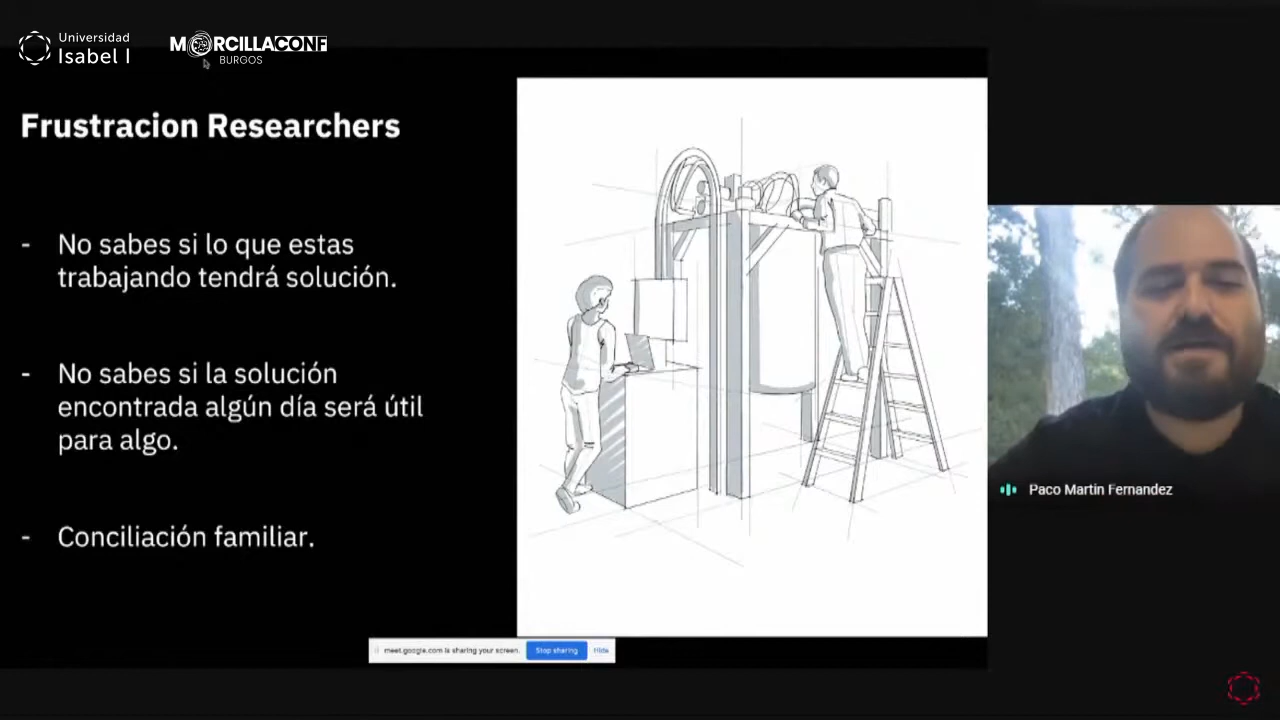 Universidad
Isabel I
MORCILLACONF
BURGOS
Frustracion Researchers
- No sabes si lo que estas
trabajando tendrá solución.
- No sabes si la solución
encontrada algún día será útil
para algo.
- Conciliación familiar.
Paco Martin Fernandez
meet.google.com is sharing your screen.
Stop sharing
Hide